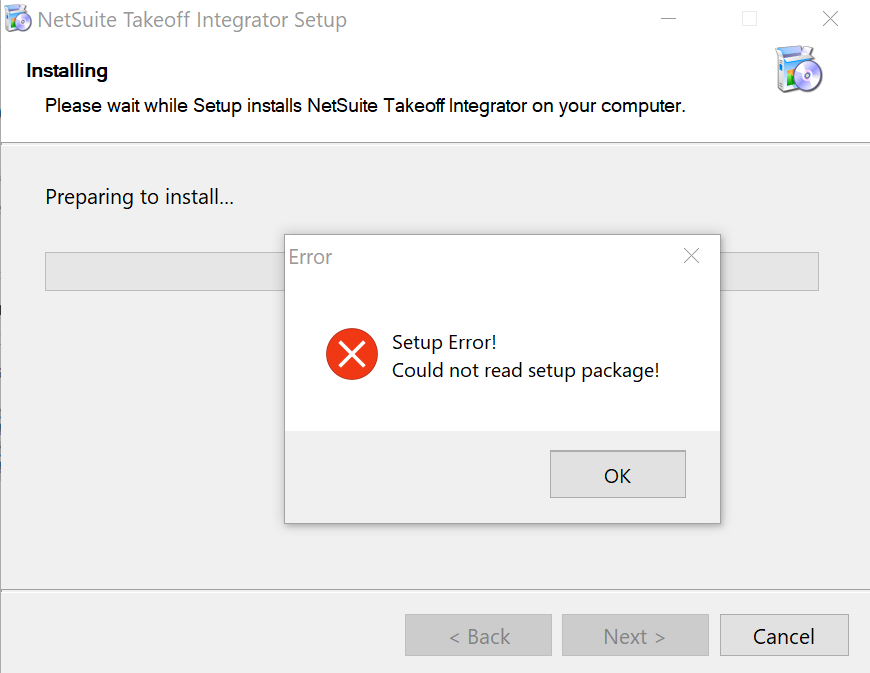 NetSuite Takeoff Integrator Setup
Installing
Please wait while Setup installs NetSuite Takeoff Integrator on your computer.
Preparing to install...
Error
Setup Error!
Could not read setup package!
OK
< Back
Next >
Cancel